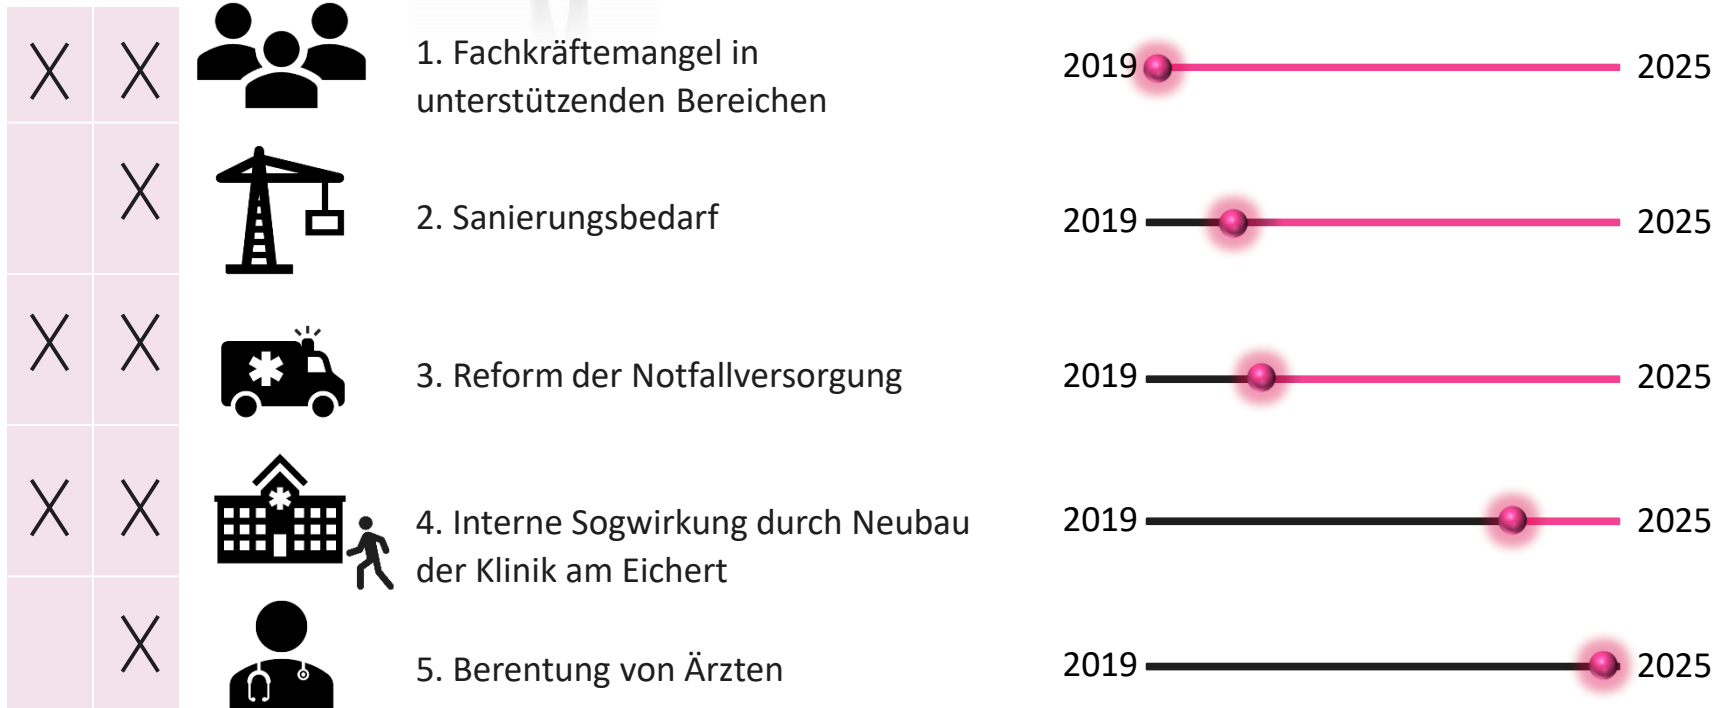 X X 1. Fachkräftemangel in
unterstützenden Bereichen
2019 2025
X 2. Sanierungsbedarf
2019 2025
X X 3. Reform der Notfallversorgung
2019 2025
X X 4. Interne Sogwirkung durch Neubau
der Klinik am Eichert
2019 2025
X 5. Berentung von Ärzten
2019 2025